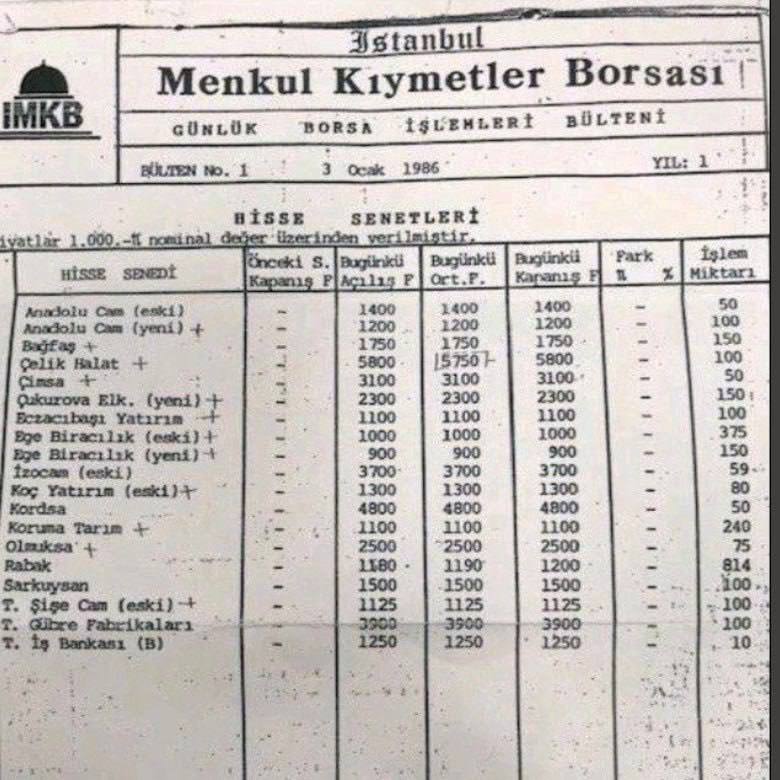 İMKB
İstanbul
Menkul Kıymetler Borsası
GÜNLÜK BORSA İŞLEMLERİ BÜLTENİ
BÜLTEN No. 1 3 Ocak 1986 YIL: 1
HİSSE SENETLERİ
iyatlar 1.000.-TL nominal değer üzerinden verilmiştir.
HİSSE SENEDİ Önceki S. Kapanış F Bugünkü Açılış F Bugünkü Ort.F. Bugünkü Kapanış F Fark TL % İşlem Miktarı
Anadolu Cam (eski) - 1400 1400 1400 - 50
Anadolu Cam (yeni) + - 1200 1200 1200 - 100
Bağfaş + - 1750 1750 1750 - 150
Çelik Halat + - 5800 5750 5800 - 100
Çimsa + - 3100 3100 3100 - 50
Çukurova Elk. (yeni) + - 2300 2300 2300 - 150
Eczacıbaşı Yatırım + - 1100 1100 1100 - 100
Ege Biracılık (eski) + - 1000 1000 1000 - 375
Ege Biracılık (yeni) + - 900 900 900 - 150
İzocam (eski) - 3700 3700 3700 - 59
Koç Yatırım (eski) + - 1300 1300 1300 - 80
Kordsa - 4800 4800 4800 - 50
Koruma Tarım + - 1100 1100 1100 - 240
Olmuksa + - 2500 2500 2500 - 75
Rabak - 1180 1190 1200 - 814
Sarkuysan - 1500 1500 1500 - 100
T. Şişe Cam (eski) + - 1125 1125 1125 - 100
T. Gübre Fabrikaları - 3900 3900 3900 - 100
T. İş Bankası (B) - 1250 1250 1250 - 10